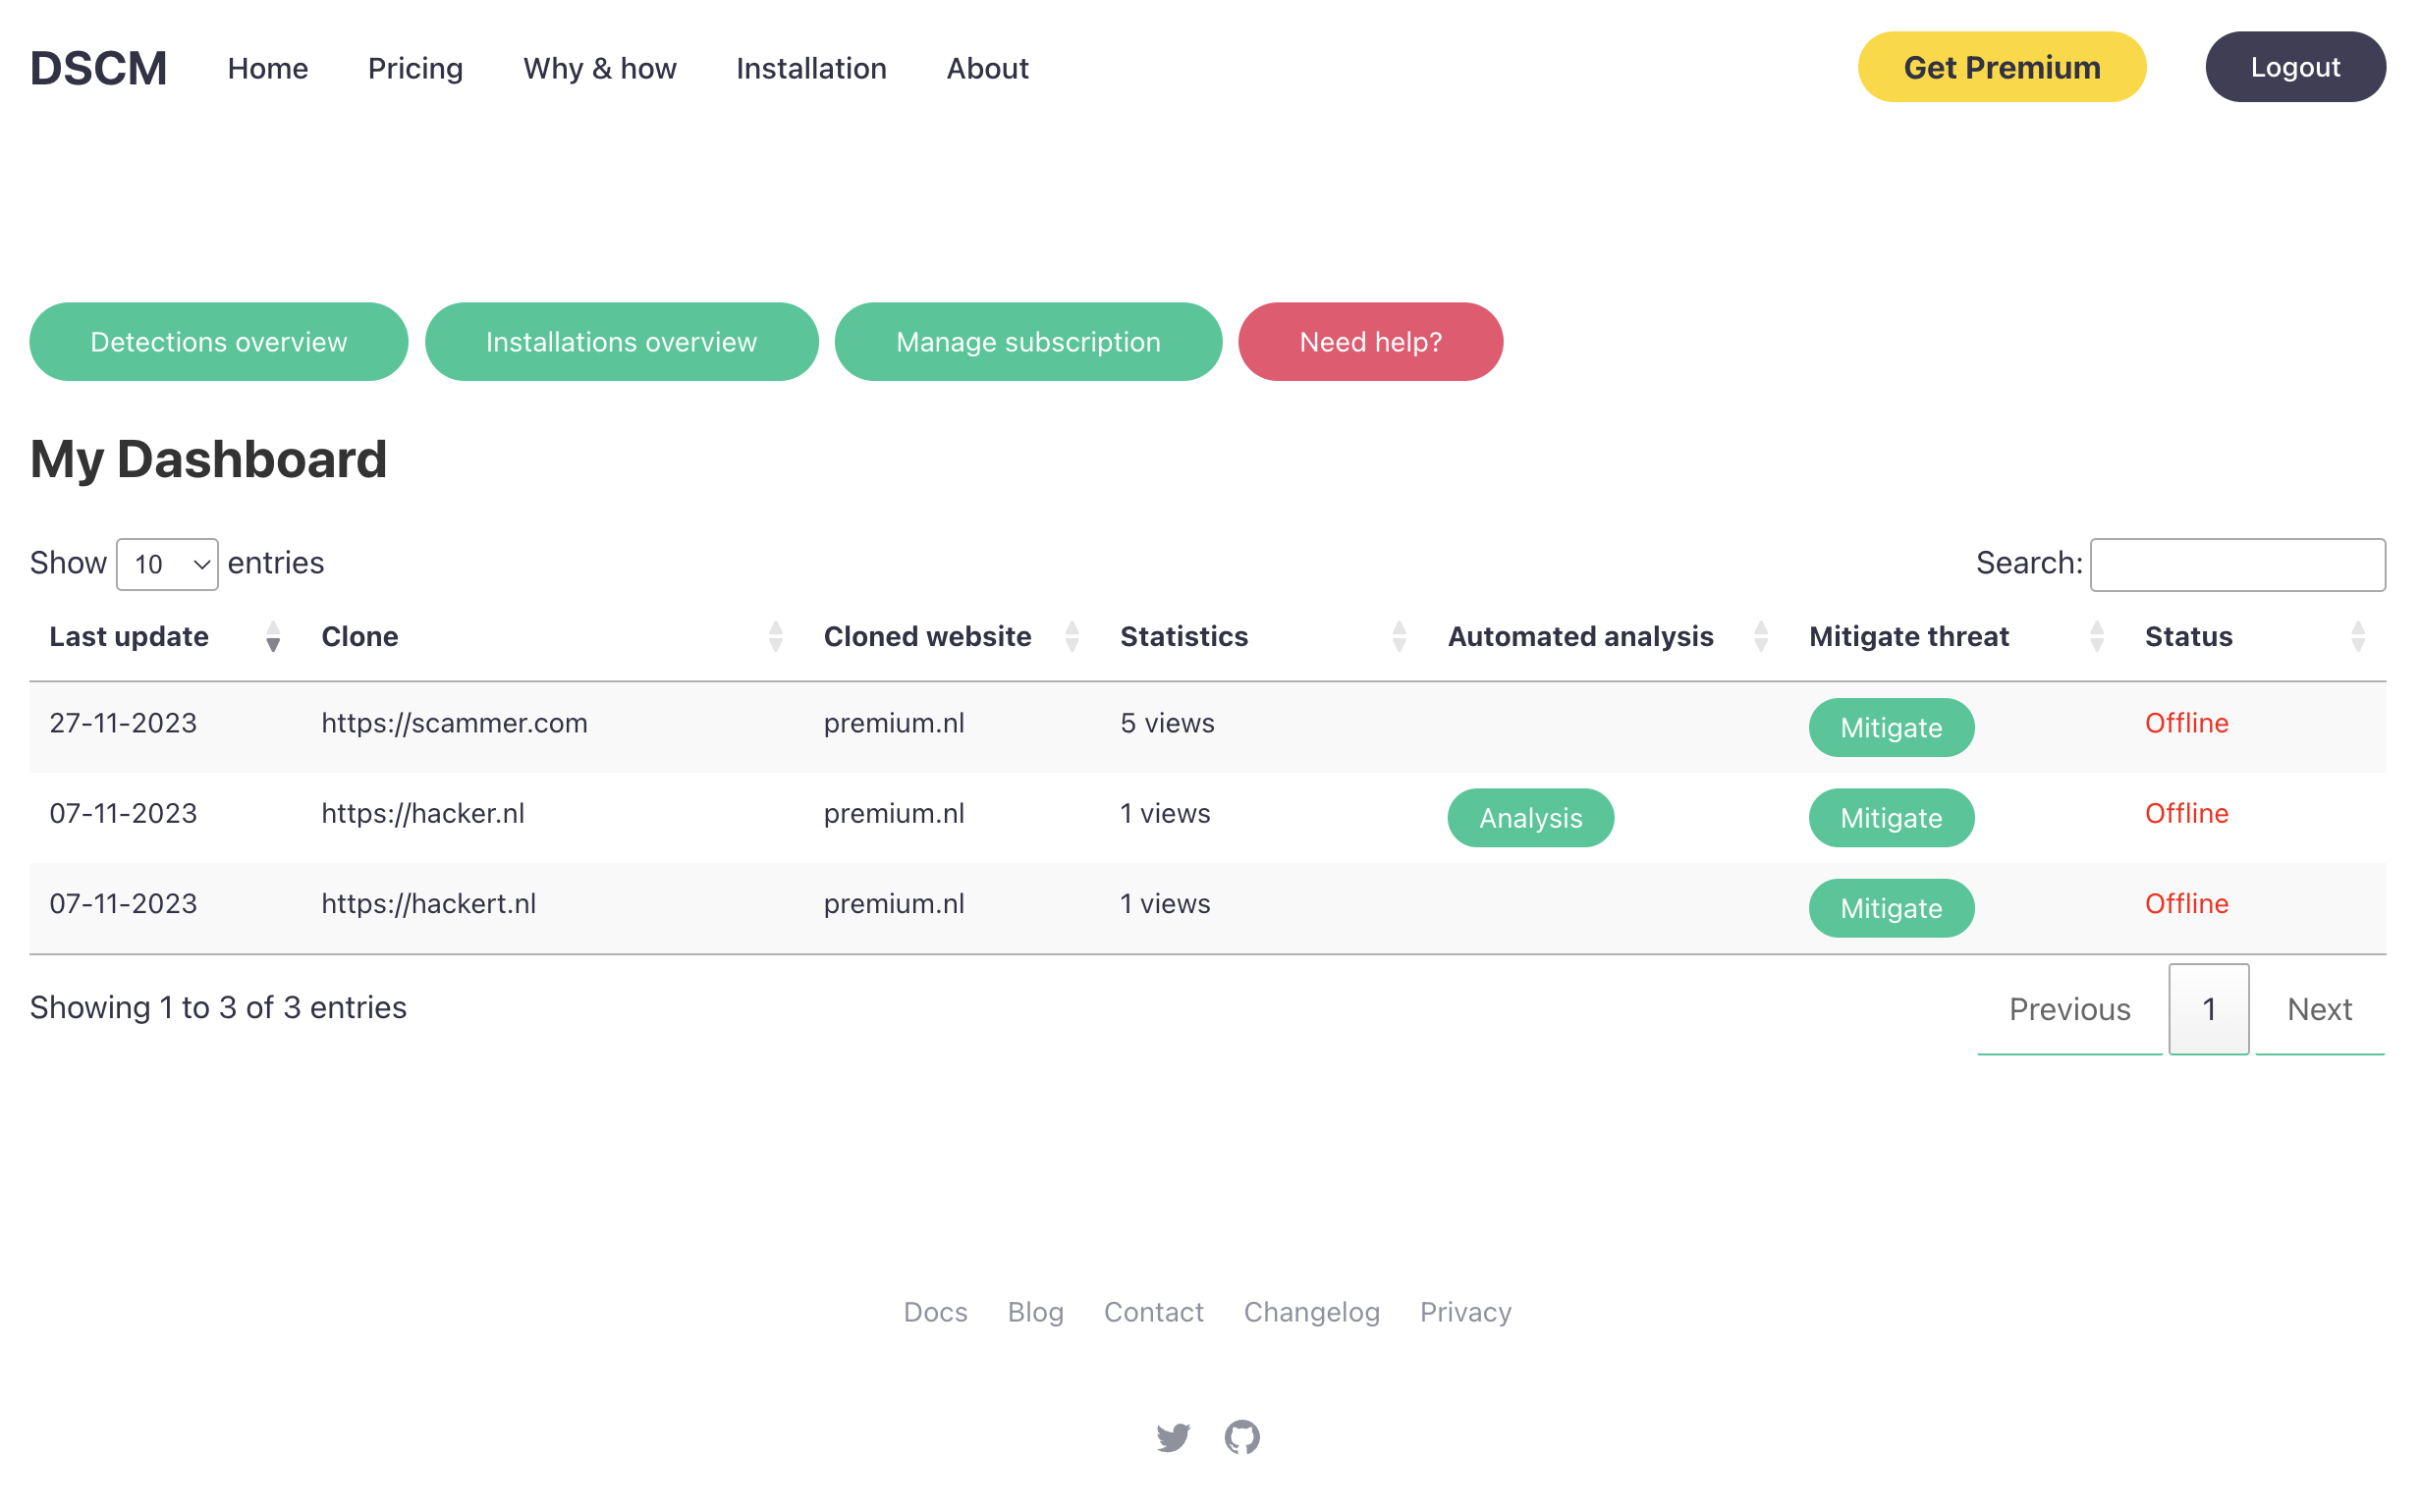 DSCM Home Pricing Why & how Installation About Get Premium Logout
Detections overview Installations overview Manage subscription Need help?
My Dashboard
Show 10 entries Search:
Last update Clone Cloned website Statistics Automated analysis Mitigate threat Status
27-11-2023 https://scammer.com premium.nl 5 views Mitigate Offline
07-11-2023 https://hacker.nl premium.nl 1 views Analysis Mitigate Offline
07-11-2023 https://hackert.nl premium.nl 1 views Mitigate Offline
Showing 1 to 3 of 3 entries Previous 1 Next
Docs Blog Contact Changelog Privacy